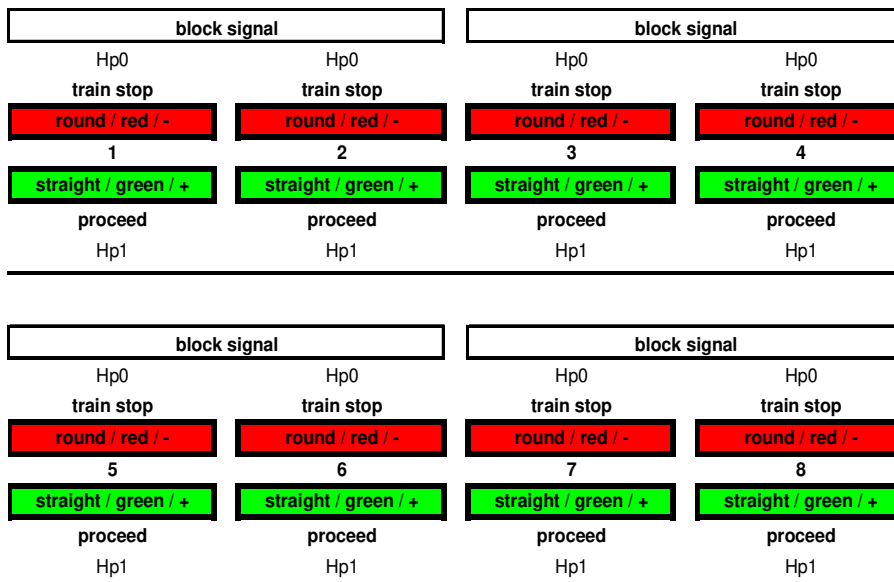 block signal block signal
Hp0 Hp0 Hp0 Hp0
train stop train stop train stop train stop
round / red / - round / red / - round / red / - round / red / -
1 2 3 4
straight / green / + straight / green / + straight / green / + straight / green / +
proceed proceed proceed proceed
Hp1 Hp1 Hp1 Hp1
block signal block signal
Hp0 Hp0 Hp0 Hp0
train stop train stop train stop train stop
round / red / - round / red / - round / red / - round / red / -
5 6 7 8
straight / green / + straight / green / + straight / green / + straight / green / +
proceed proceed proceed proceed
Hp1 Hp1 Hp1 Hp1